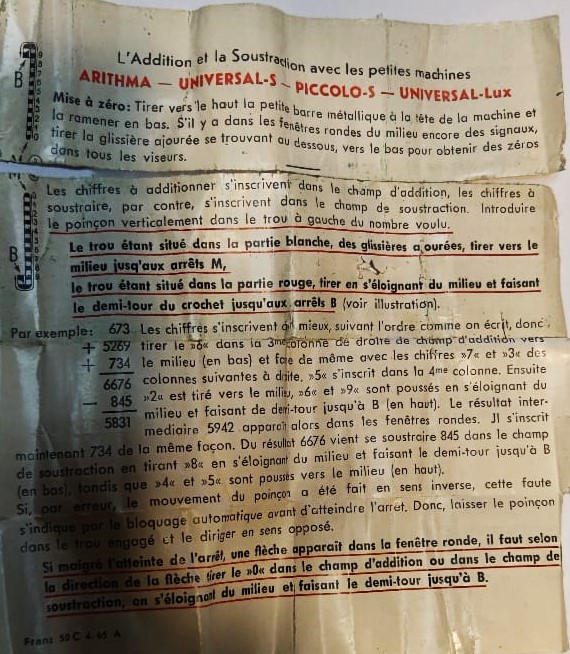 L'Addition et la Soustraction avec les petites machines
ARITHMA — UNIVERSAL-S — PICCOLO-S — UNIVERSAL-Lux
Mise à zéro: Tirer vers le haut la petite barre métallique à la tête de la machine et
la ramener en bas. S'il y a dans les fenêtres rondes du milieu encore des signaux,
tirer la glissière ajourée se trouvant au dessous, vers le bas pour obtenir des zéros
dans tous les viseurs.
B
M
B
Les chiffres à additionner s'inscrivent dans le champ d'addition, les chiffres à
soustraire, par contre, s'inscrivent dans le champ de soustraction. Introduire
le poinçon verticalement dans le trou à gauche du nombre voulu.
Le trou étant situé dans la partie blanche, des glissières ajourées, tirer vers le
milieu jusq'aux arrêts M,
le trou étant situé dans la partie rouge, tirer en s'éloignant du milieu et faisant
le demi-tour du crochet jusqu'aux arrêts B (voir illustration).
Par exemple: 673 Les chiffres s'inscrivent mieux, suivant l'ordre comme on écrit, donc
+ 5269 tirer le »6« dans la 3me colonne de droite de champ d'addition vers
+ 734 le milieu (en bas) et faire de même avec les chiffres »7« et »3« des
6676 colonnes suivantes à droite, »5« s'inscrit dans la 4me colonne. Ensuite
— 845 »2« est tiré vers le milieu, »6« et »9« sont poussés en s'éloignant du
5831 milieu et faisant de demi-tour jusqu'à B (en haut). Le résultat inter-
mediaire 5942 apparaît alors dans les fenêtres rondes. Jl s'inscrit
maintenant 734 de la même façon. Du résultat 6676 vient se soustraire 845 dans le champ
de soustraction en tirant »8« en s'éloignant du milieu et faisant le demi-tour jusqu'à B
(en bas), tandis que »4« et »5« sont poussés vers le milieu (en haut).
Si, par erreur, le mouvement du poinçon a été fait en sens inverse, cette faute
s'indique par le bloquage automatique avant d'atteindre l'arrêt. Donc, laisser le poinçon
dans le trou engagé et le diriger en sens opposé.
Si malgré l'atteinte de l'arrêt, une flèche apparaît dans la fenêtre ronde, il faut selon
la direction de la flèche tirer le »0« dans le champ d'addition ou dans le champ de
soustraction, en s'éloignant du milieu et faisant le demi-tour jusqu'à B.
Franz 50 C 4. 65 A